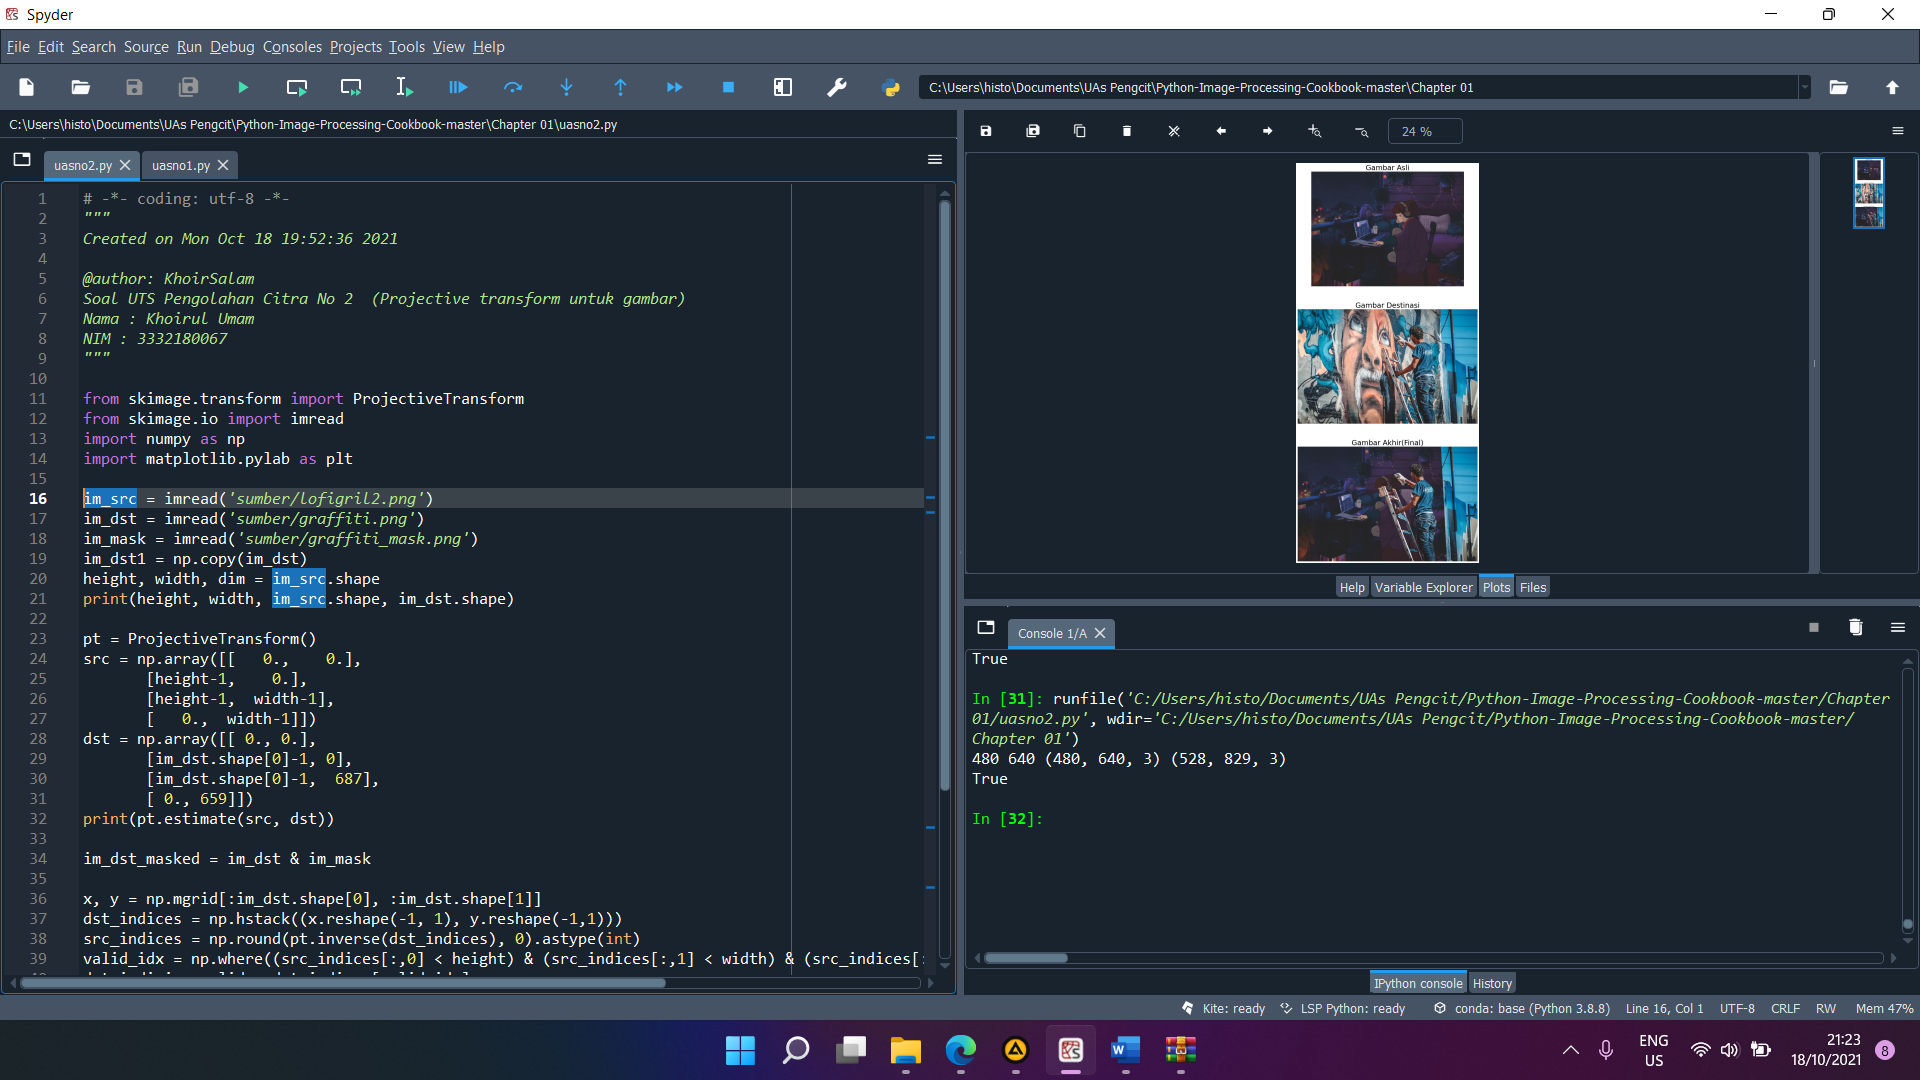 Spyder
File Edit Search Source Run Debug Consoles Projects Tools View Help
C:\Users\histo\Documents\UAs Pengcit\Python-Image-Processing-Cookbook-master\Chapter 01
C:\Users\histo\Documents\UAs Pengcit\Python-Image-Processing-Cookbook-master\Chapter 01\uasno2.py
uasno2.py
uasno1.py
1 # -*- coding: utf-8 -*-
2 """
3 Created on Mon Oct 18 19:52:36 2021
4
5 @author: KhoirSalam
6 Soal UTS Pengolahan Citra No 2  (Projective transform untuk gambar)
7 Nama : Khoirul Umam
8 NIM : 3332180067
9 """
10
11 from skimage.transform import ProjectiveTransform
12 from skimage.io import imread
13 import numpy as np
14 import matplotlib.pylab as plt
15
16 im_src = imread('sumber/lofigril2.png')
17 im_dst = imread('sumber/graffiti.png')
18 im_mask = imread('sumber/graffiti_mask.png')
19 im_dst1 = np.copy(im_dst)
20 height, width, dim = im_src.shape
21 print(height, width, im_src.shape, im_dst.shape)
22
23 pt = ProjectiveTransform()
24 src = np.array([[   0.,    0.],
25        [height-1,    0.],
26        [height-1,  width-1],
27        [   0.,  width-1]])
28 dst = np.array([[ 0., 0.],
29        [im_dst.shape[0]-1, 0],
30        [im_dst.shape[0]-1,  687],
31        [ 0., 659]])
32 print(pt.estimate(src, dst))
33
34 im_dst_masked = im_dst & im_mask
35
36 x, y = np.mgrid[:im_dst.shape[0], :im_dst.shape[1]]
37 dst_indices = np.hstack((x.reshape(-1, 1), y.reshape(-1,1)))
38 src_indices = np.round(pt.inverse(dst_indices), 0).astype(int)
39 valid_idx = np.where((src_indices[:,0] < height) & (src_indices[:,1] < width) & (src_indices[:
24 %
Gambar Asli
Gambar Destinasi
Gambar Akhir(Final)
Help Variable Explorer Plots Files
Console 1/A
True
In [31]: runfile('C:/Users/histo/Documents/UAs Pengcit/Python-Image-Processing-Cookbook-master/Chapter
01/uasno2.py', wdir='C:/Users/histo/Documents/UAs Pengcit/Python-Image-Processing-Cookbook-master/
Chapter 01')
480 640 (480, 640, 3) (528, 829, 3)
True
In [32]:
IPython console History
Kite: ready LSP Python: ready conda: base (Python 3.8.8) Line 16, Col 1 UTF-8 CRLF RW Mem 47%
ENG
US
21:23
18/10/2021
8